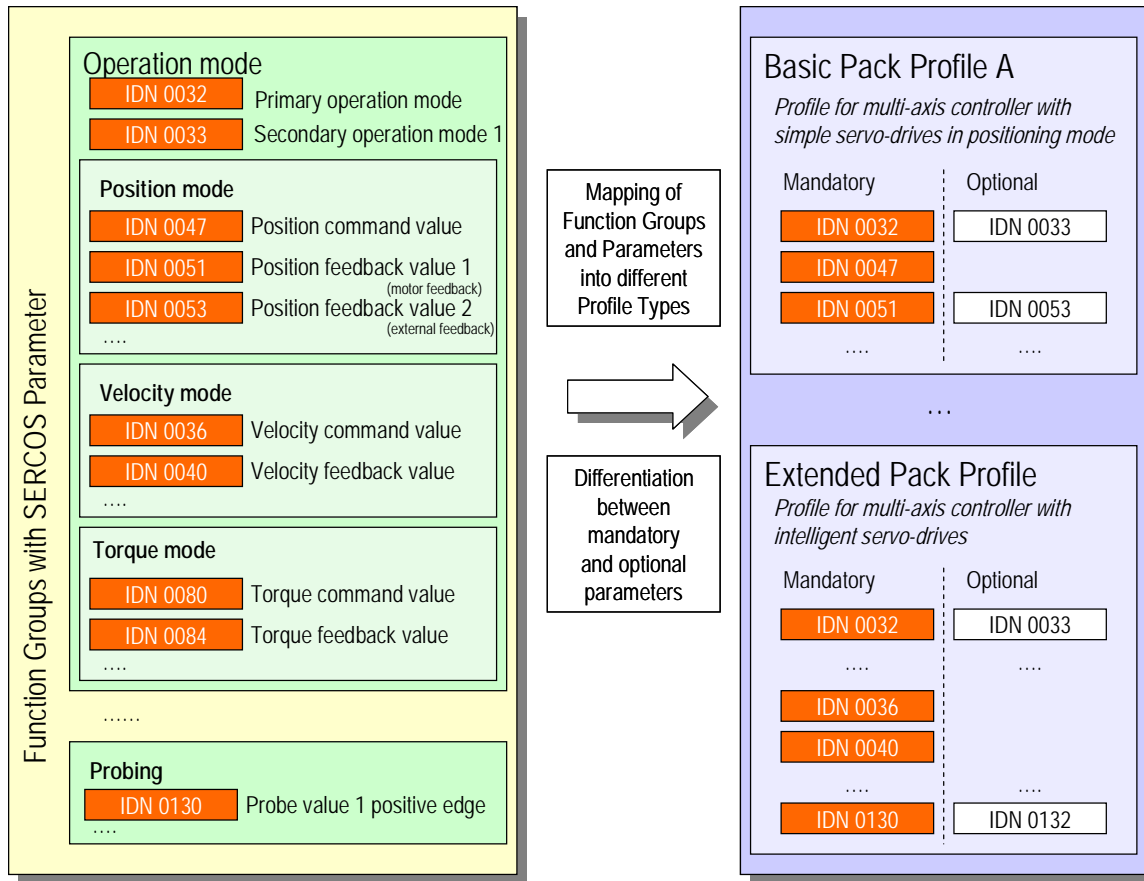 Function Groups with SERCOS Parameter
Operation mode
IDN 0032
Primary operation mode
IDN 0033
Secondary operation mode 1
Position mode
IDN 0047
Position command value
IDN 0051
Position feedback value 1
(motor feedback)
IDN 0053
Position feedback value 2
(external feedback)
....
Velocity mode
IDN 0036
Velocity command value
IDN 0040
Velocity feedback value
....
Torque mode
IDN 0080
Torque command value
IDN 0084
Torque feedback value
....
......
Probing
IDN 0130
Probe value 1 positive edge
....
Mapping of
Function Groups
and Parameters
into different
Profile Types
Differentiation
between
mandatory
and optional
parameters
Basic Pack Profile A
Profile for multi-axis controller with
simple servo-drives in positioning mode
Mandatory
Optional
IDN 0032
IDN 0033
IDN 0047
IDN 0051
IDN 0053
....
....
...
Extended Pack Profile
Profile for multi-axis controller with
intelligent servo-drives
Mandatory
Optional
IDN 0032
IDN 0033
....
....
IDN 0036
IDN 0040
....
....
IDN 0130
IDN 0132